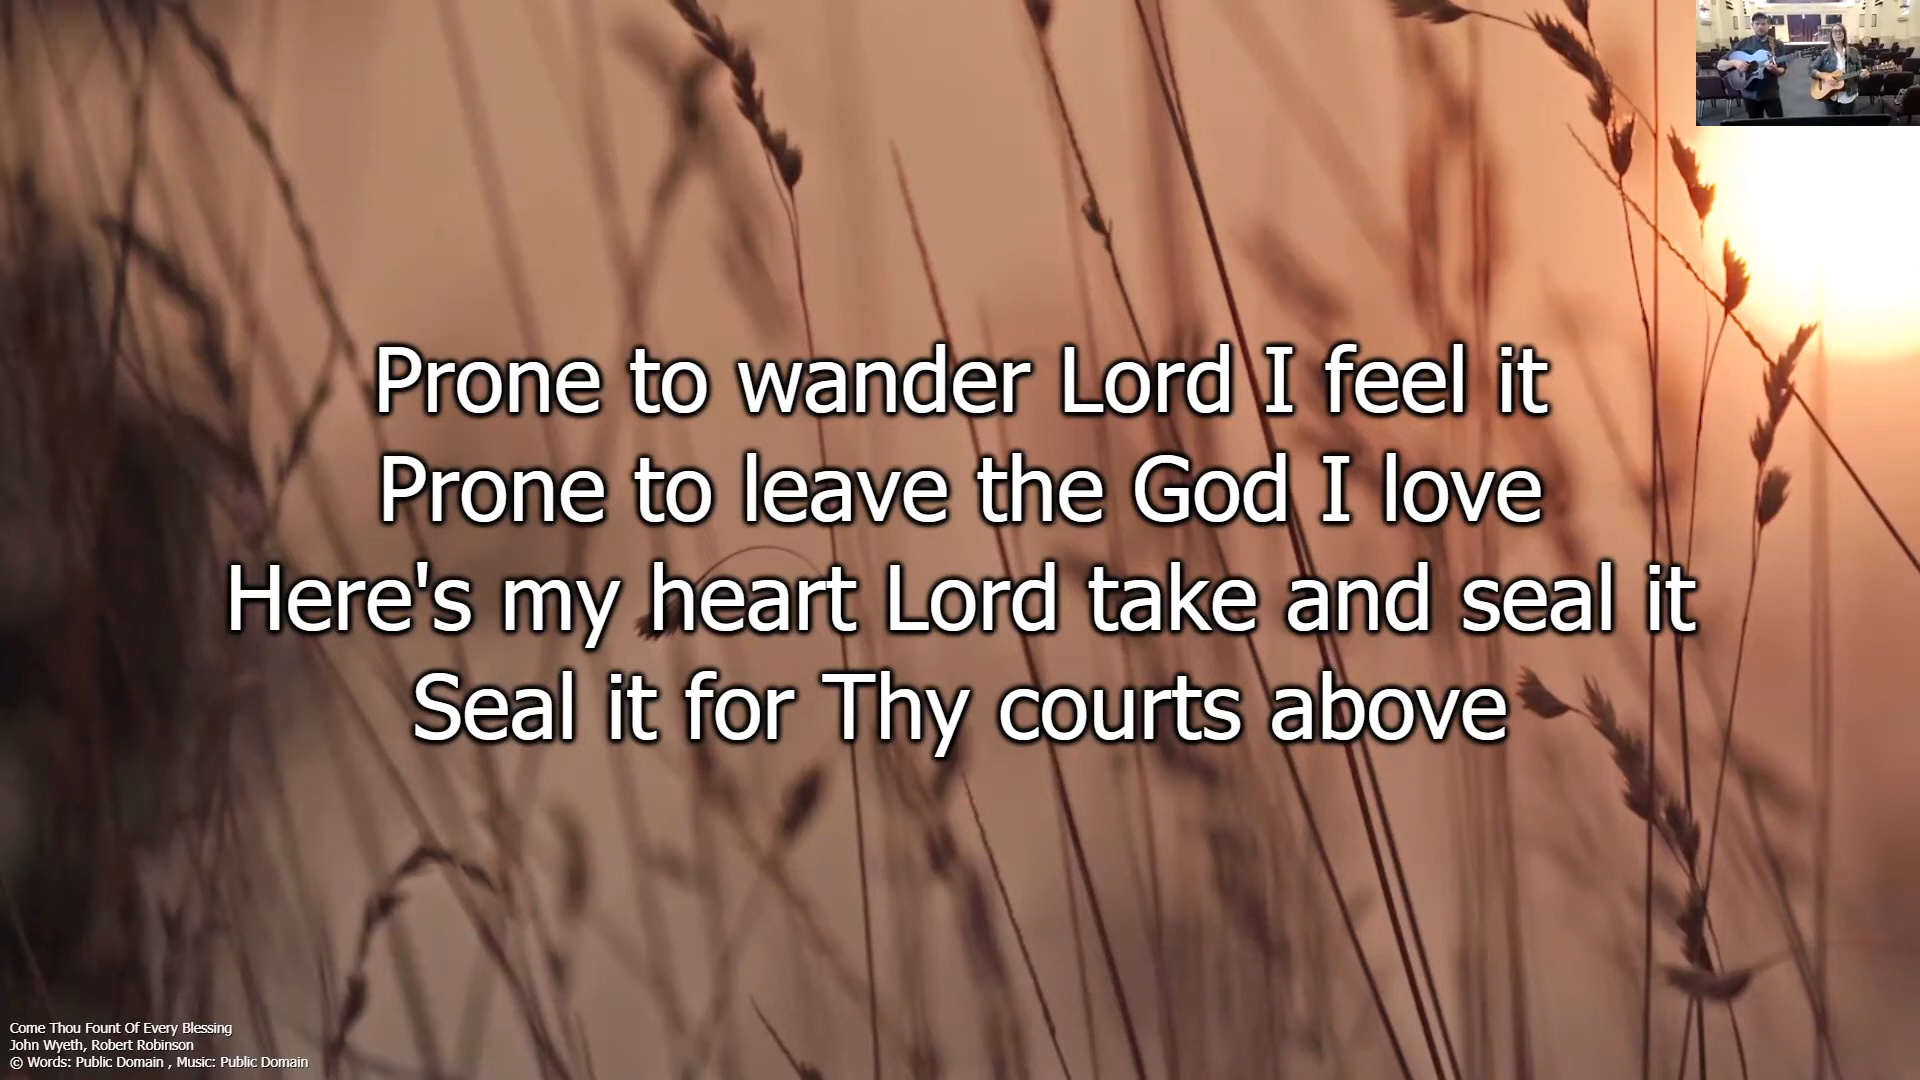 Prone to wander Lord I feel it
Prone to leave the God I love
Here's my heart Lord take and seal it
Seal it for Thy courts above
Come Thou Fount Of Every Blessing
John Wyeth, Robert Robinson
© Words: Public Domain , Music: Public Domain